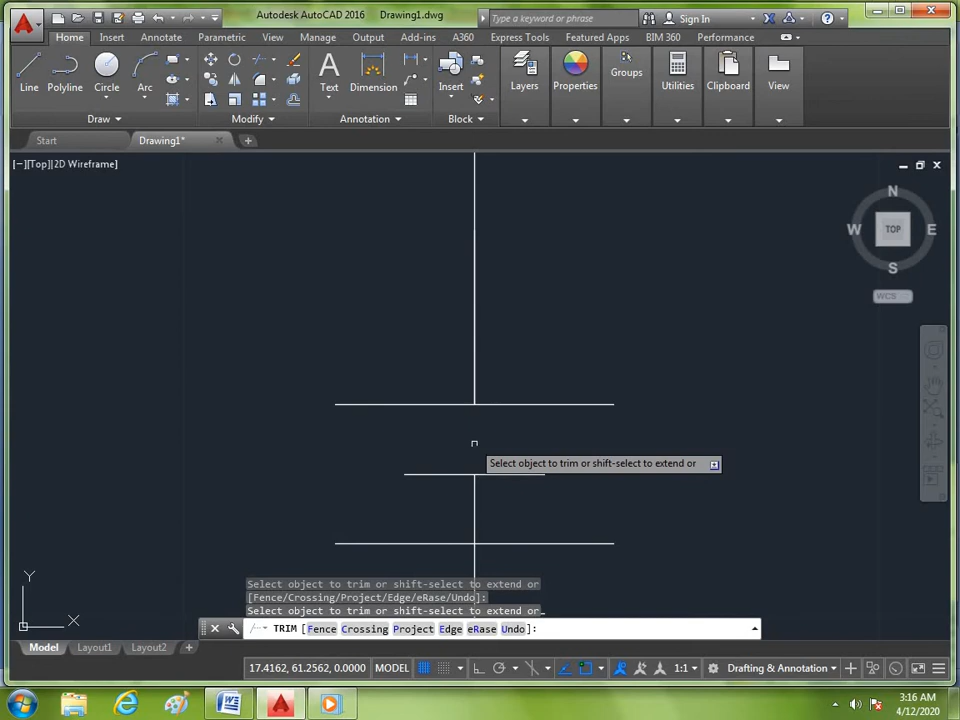 Autodesk AutoCAD 2016 Drawing1.dwg
Type a keyword or phrase
Sign In
Home Insert Annotate Parametric View Manage Output Add-ins A360 Express Tools Featured Apps BIM 360 Performance
Line Polyline Circle Arc Text Dimension Insert Layers Properties Groups Utilities Clipboard View
Draw Modify Annotation Block
Start Drawing1*
[−][Top][2D Wireframe]
N
W TOP E
S
WCS
Select object to trim or shift-select to extend or
Y
X
Select object to trim or shift-select to extend or
[Fence/Crossing/Project/Edge/eRase/Undo]:
Select object to trim or shift-select to extend or
TRIM [Fence Crossing Project Edge eRase Undo]:
Model Layout1 Layout2
17.4162, 61.2562, 0.0000 MODEL 1:1 Drafting & Annotation
3:16 AM
4/12/2020